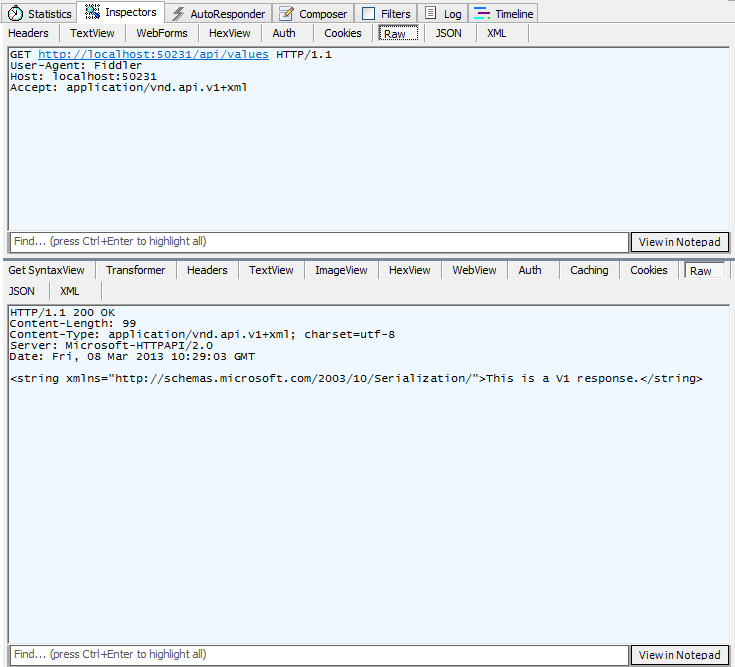 Statistics Inspectors AutoResponder Composer Filters Log Timeline
Headers TextView WebForms HexView Auth Cookies Raw JSON XML
GET http://localhost:50231/api/values HTTP/1.1
User-Agent: Fiddler
Host: localhost:50231
Accept: application/vnd.api.v1+xml
Find... (press Ctrl+Enter to highlight all) View in Notepad
Get SyntaxView Transformer Headers TextView ImageView HexView WebView Auth Caching Cookies Raw
JSON XML
HTTP/1.1 200 OK
Content-Length: 99
Content-Type: application/vnd.api.v1+xml; charset=utf-8
Server: Microsoft-HTTPAPI/2.0
Date: Fri, 08 Mar 2013 10:29:03 GMT
<string xmlns="http://schemas.microsoft.com/2003/10/Serialization/">This is a V1 response.</string>
Find... (press Ctrl+Enter to highlight all) View in Notepad